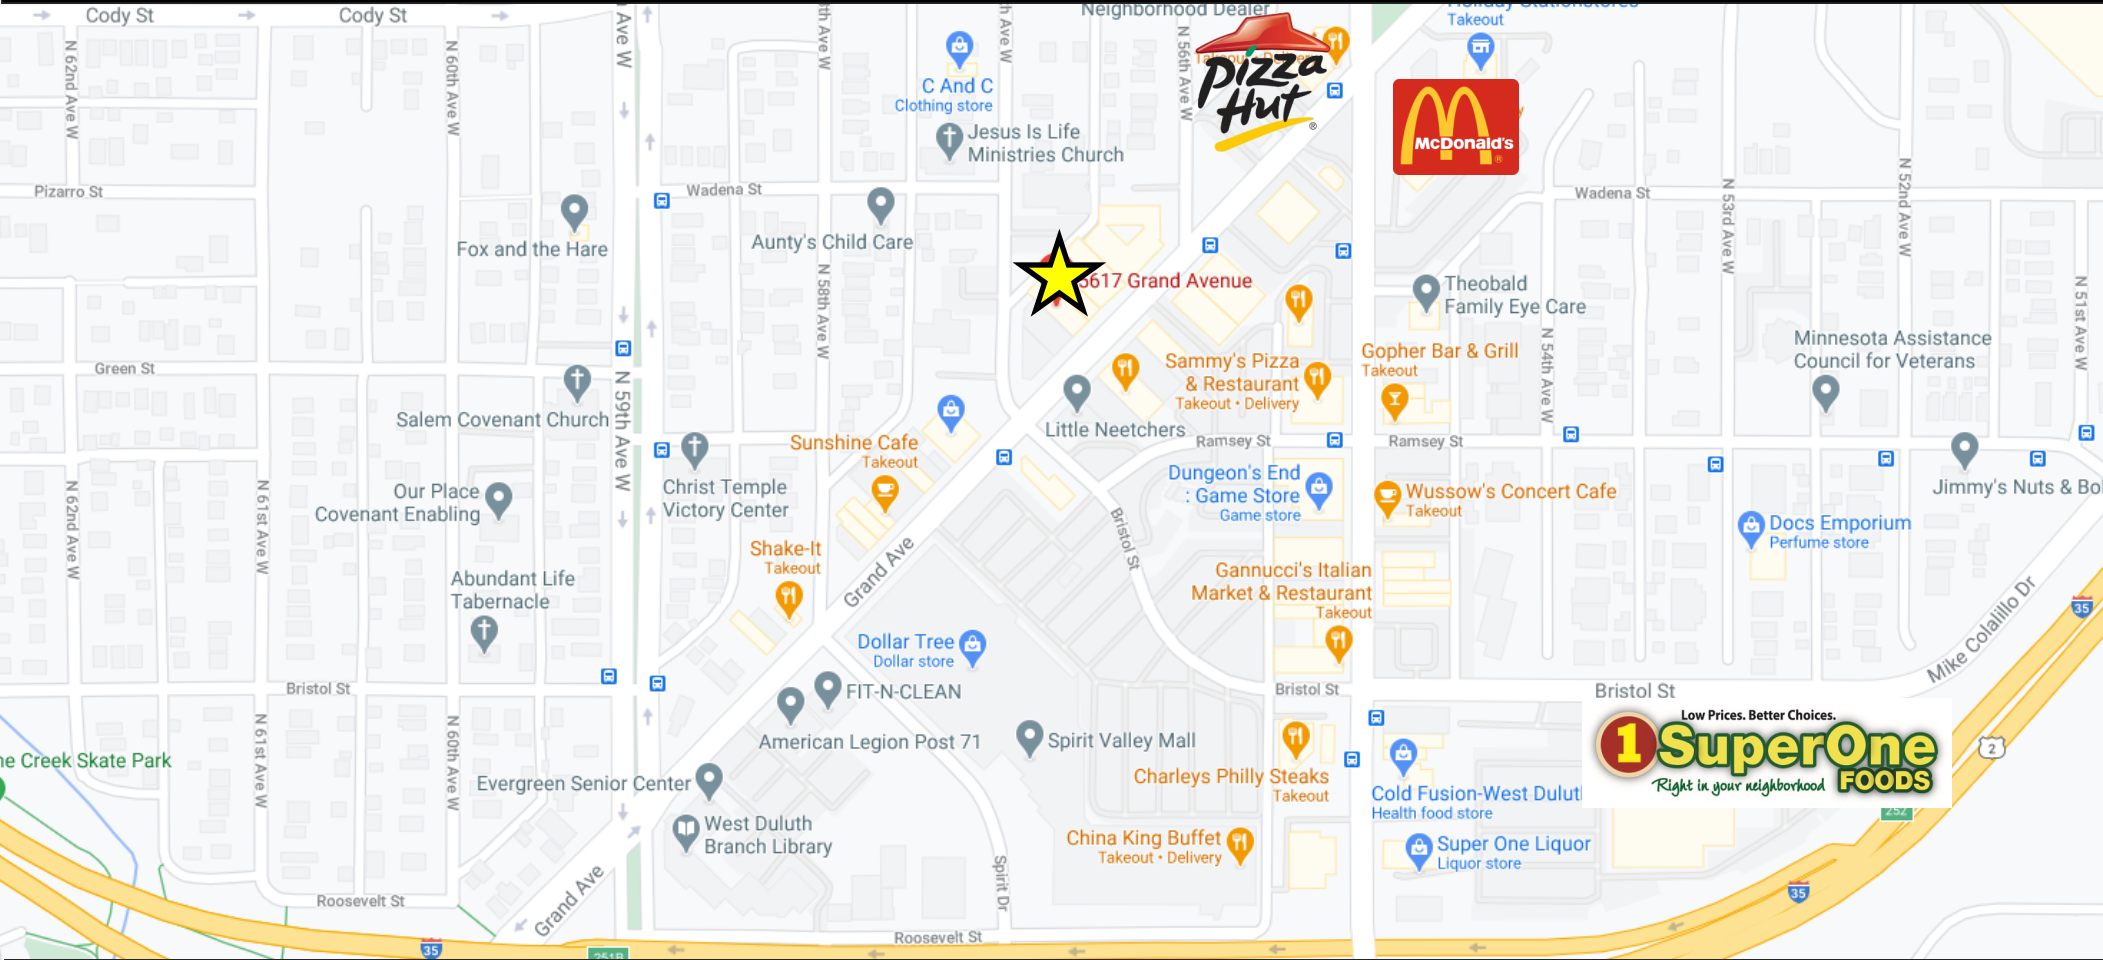 Cody St
Cody St
Neighborhood Dealer
Takeout
N 62nd Ave W
N 60th Ave W
Ave W
Ave W
N 56th Ave W
C And C
Clothing store
Pizza
Hut
®
McDonald's
®
Jesus Is Life
Ministries Church
Pizarro St
Wadena St
Wadena St
N 53rd Ave W
N 52nd Ave W
Fox and the Hare
Aunty's Child Care
N 58th Ave W
5617 Grand Avenue
Theobald
Family Eye Care
N 51st Ave W
Green St
Minnesota Assistance
Council for Veterans
Sammy's Pizza
& Restaurant
Takeout • Delivery
Gopher Bar & Grill
Takeout
N 54th Ave W
N 59th Ave W
Salem Covenant Church
Little Neetchers
Ramsey St
Ramsey St
Sunshine Cafe
Takeout
Our Place
Covenant Enabling
Christ Temple
Victory Center
Dungeon's End
: Game Store
Game store
Wussow's Concert Cafe
Takeout
Jimmy's Nuts & Bol
N 62nd Ave W
N 61st Ave W
Bristol St
Docs Emporium
Perfume store
Shake-It
Takeout
Grand Ave
Abundant Life
Tabernacle
Gannucci's Italian
Market & Restaurant
Takeout
Mike Colalillo Dr
35
Dollar Tree
Dollar store
Bristol St
FIT-N-CLEAN
Bristol St
Bristol St
American Legion Post 71
Spirit Valley Mall
N 61st Ave W
N 60th Ave W
Low Prices. Better Choices.
1 SuperOne
FOODS
Right in your neighborhood
2
ne Creek Skate Park
Evergreen Senior Center
Charleys Philly Steaks
Takeout
Cold Fusion-West Dulut
Health food store
252
West Duluth
Branch Library
China King Buffet
Takeout • Delivery
Super One Liquor
Liquor store
Spirit Dr
Roosevelt St
Grand Ave
35
Roosevelt St
35
251B